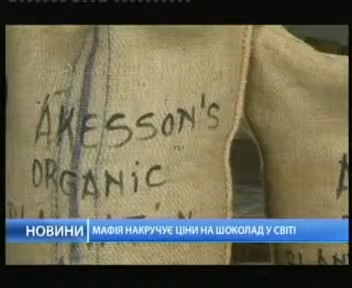 ÅKESSON'S
ORGANIC
НОВИНИ
МАФІЯ НАКРУЧУЄ ЦІНИ НА ШОКОЛАД У СВІТІ